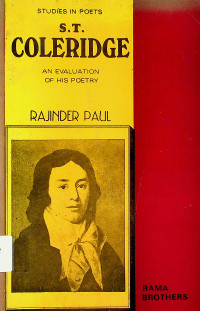 STUDIES IN POETS
S.T.
COLERIDGE
AN EVALUATION
OF HIS POETRY
RAJINDER PAUL
RAMA
BROTHERS